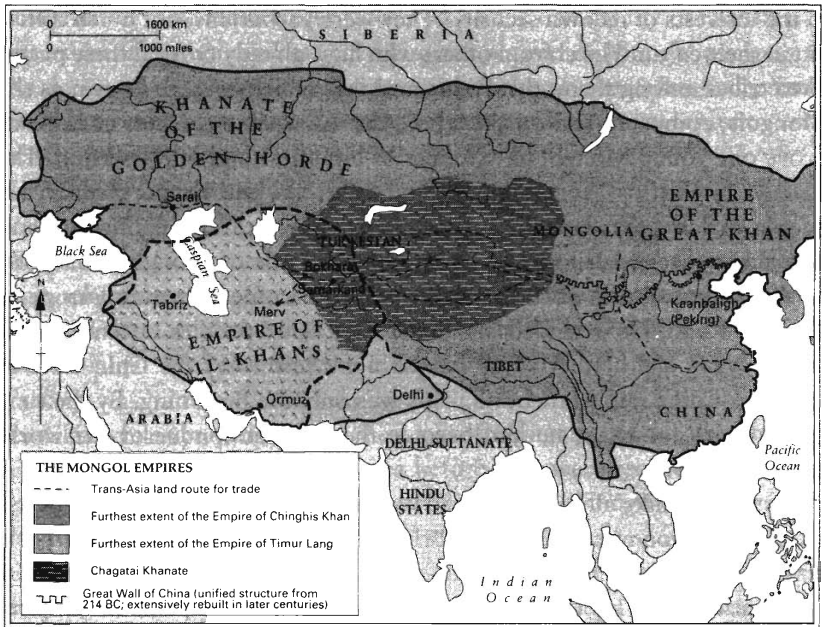 0 1600 km
0 1000 miles
SIBERIA
KHANATE
OF THE
GOLDEN HORDE
Sarai
EMPIRE
OF THE
GREAT KHAN
MONGOLIA
TURKESTAN
Black Sea
Caspian Sea
Bokhara
Samarkand
N
Tabriz
Merv
Kaanbaligh
(Peking)
EMPIRE OF
IL-KHANS
TIBET
Ormuz
Delhi
ARABIA
CHINA
DELHI SULTANATE
Pacific
Ocean
HINDU
STATES
Indian
Ocean
THE MONGOL EMPIRES
Trans-Asia land route for trade
Furthest extent of the Empire of Chinghis Khan
Furthest extent of the Empire of Timur Lang
Chagatai Khanate
Great Wall of China (unified structure from
214 BC; extensively rebuilt in later centuries)